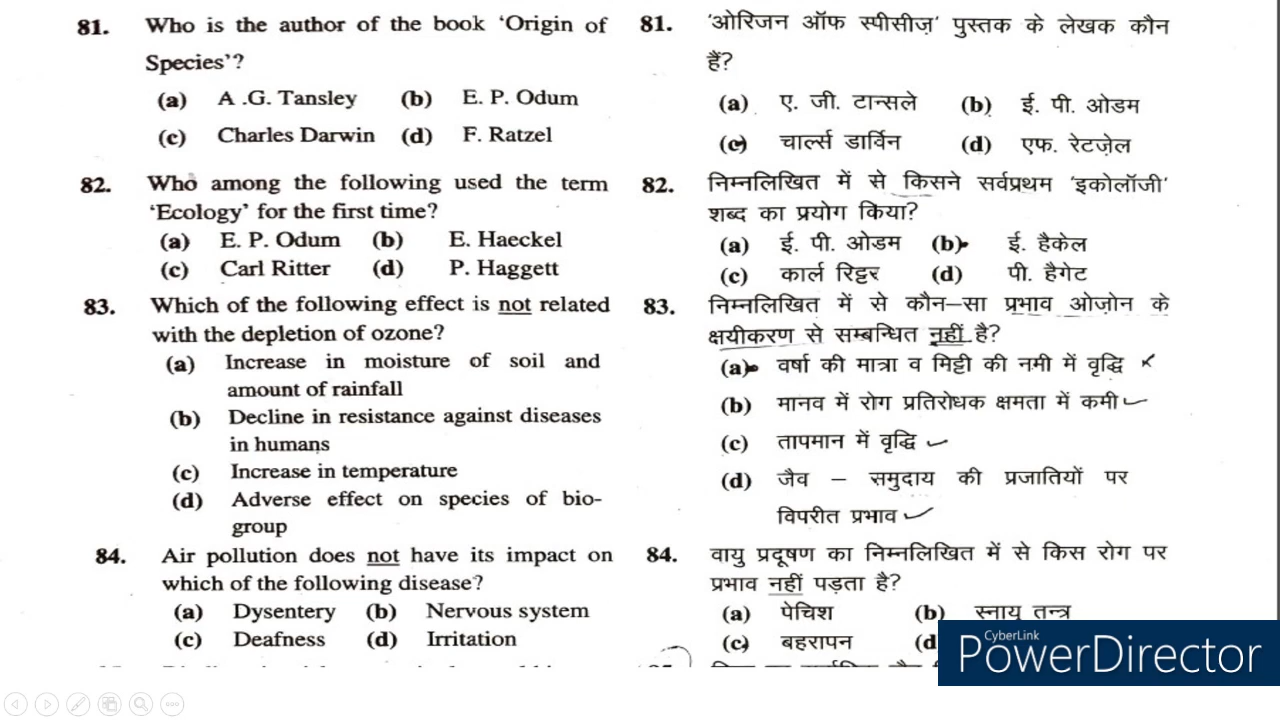 81. Who is the author of the book ‘Origin of
Species’?
(a) A .G. Tansley (b) E. P. Odum
(c) Charles Darwin (d) F. Ratzel
82. Who among the following used the term
‘Ecology’ for the first time?
(a) E. P. Odum (b) E. Haeckel
(c) Carl Ritter (d) P. Haggett
83. Which of the following effect is not related
with the depletion of ozone?
(a) Increase in moisture of soil and
amount of rainfall
(b) Decline in resistance against diseases
in humans
(c) Increase in temperature
(d) Adverse effect on species of bio-
group
84. Air pollution does not have its impact on
which of the following disease?
(a) Dysentery (b) Nervous system
(c) Deafness (d) Irritation
81. ‘ओरिजन ऑफ स्पीसीज़’ पुस्तक के लेखक कौन
हैं?
(a) ए. जी. टान्सले (b) ई. पी. ओडम
(c) चार्ल्स डार्विन (d) एफ. रेटज़ेल
82. निम्नलिखित में से किसने सर्वप्रथम ‘इकोलॉजी’
शब्द का प्रयोग किया?
(a) ई. पी. ओडम (b) ई. हैकेल
(c) कार्ल रिट्टर (d) पी. हैगेट
83. निम्नलिखित में से कौन–सा प्रभाव ओज़ोन के
क्षयीकरण से सम्बन्धित नहीं है?
(a) वर्षा की मात्रा व मिट्टी की नमी में वृद्धि
(b) मानव में रोग प्रतिरोधक क्षमता में कमी
(c) तापमान में वृद्धि
(d) जैव – समुदाय की प्रजातियों पर
विपरीत प्रभाव
84. वायु प्रदूषण का निम्नलिखित में से किस रोग पर
प्रभाव नहीं पड़ता है?
(a) पेचिश (b) स्नायु तन्त्र
(c) बहरापन (d
CyberLink
PowerDirector